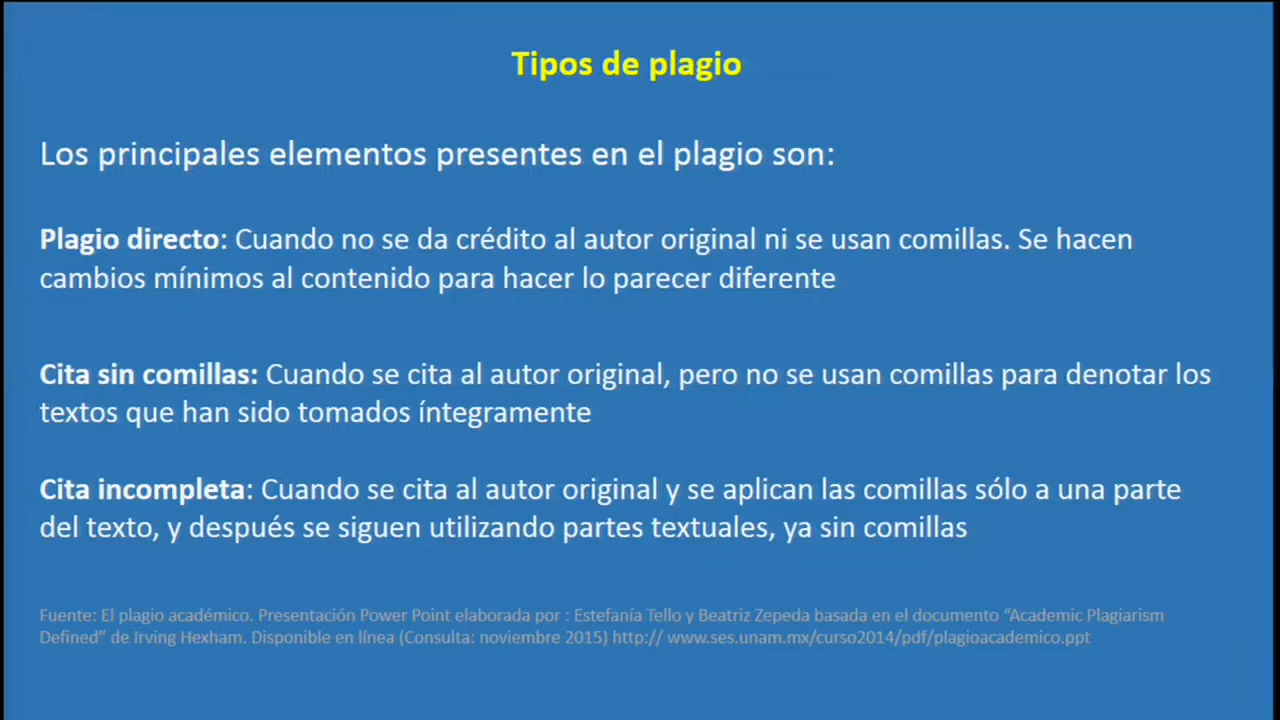 Tipos de plagio
Los principales elementos presentes en el plagio son:
Plagio directo: Cuando no se da crédito al autor original ni se usan comillas. Se hacen
cambios mínimos al contenido para hacer lo parecer diferente
Cita sin comillas: Cuando se cita al autor original, pero no se usan comillas para denotar los
textos que han sido tomados íntegramente
Cita incompleta: Cuando se cita al autor original y se aplican las comillas sólo a una parte
del texto, y después se siguen utilizando partes textuales, ya sin comillas
Fuente: El plagio académico. Presentación Power Point elaborada por : Estefanía Tello y Beatriz Zepeda basada en el documento “Academic Plagiarism
Defined” de Irving Hexham. Disponible en línea (Consulta: noviembre 2015) http:// www.ses.unam.mx/curso2014/pdf/plagioacademico.ppt